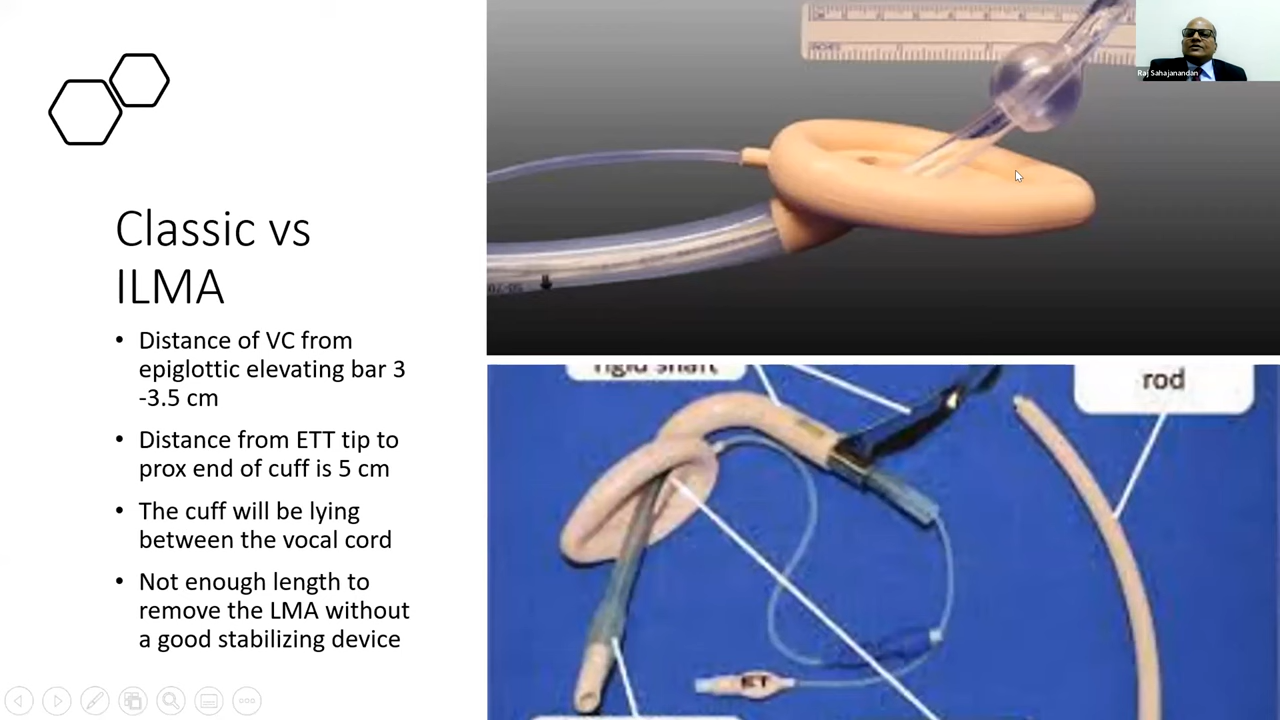 Raj Sahajanandan
Classic vs
ILMA
• Distance of VC from
epiglottic elevating bar 3
-3.5 cm
• Distance from ETT tip to
prox end of cuff is 5 cm
• The cuff will be lying
between the vocal cord
• Not enough length to
remove the LMA without
a good stabilizing device
rigid shaft
rod
ET